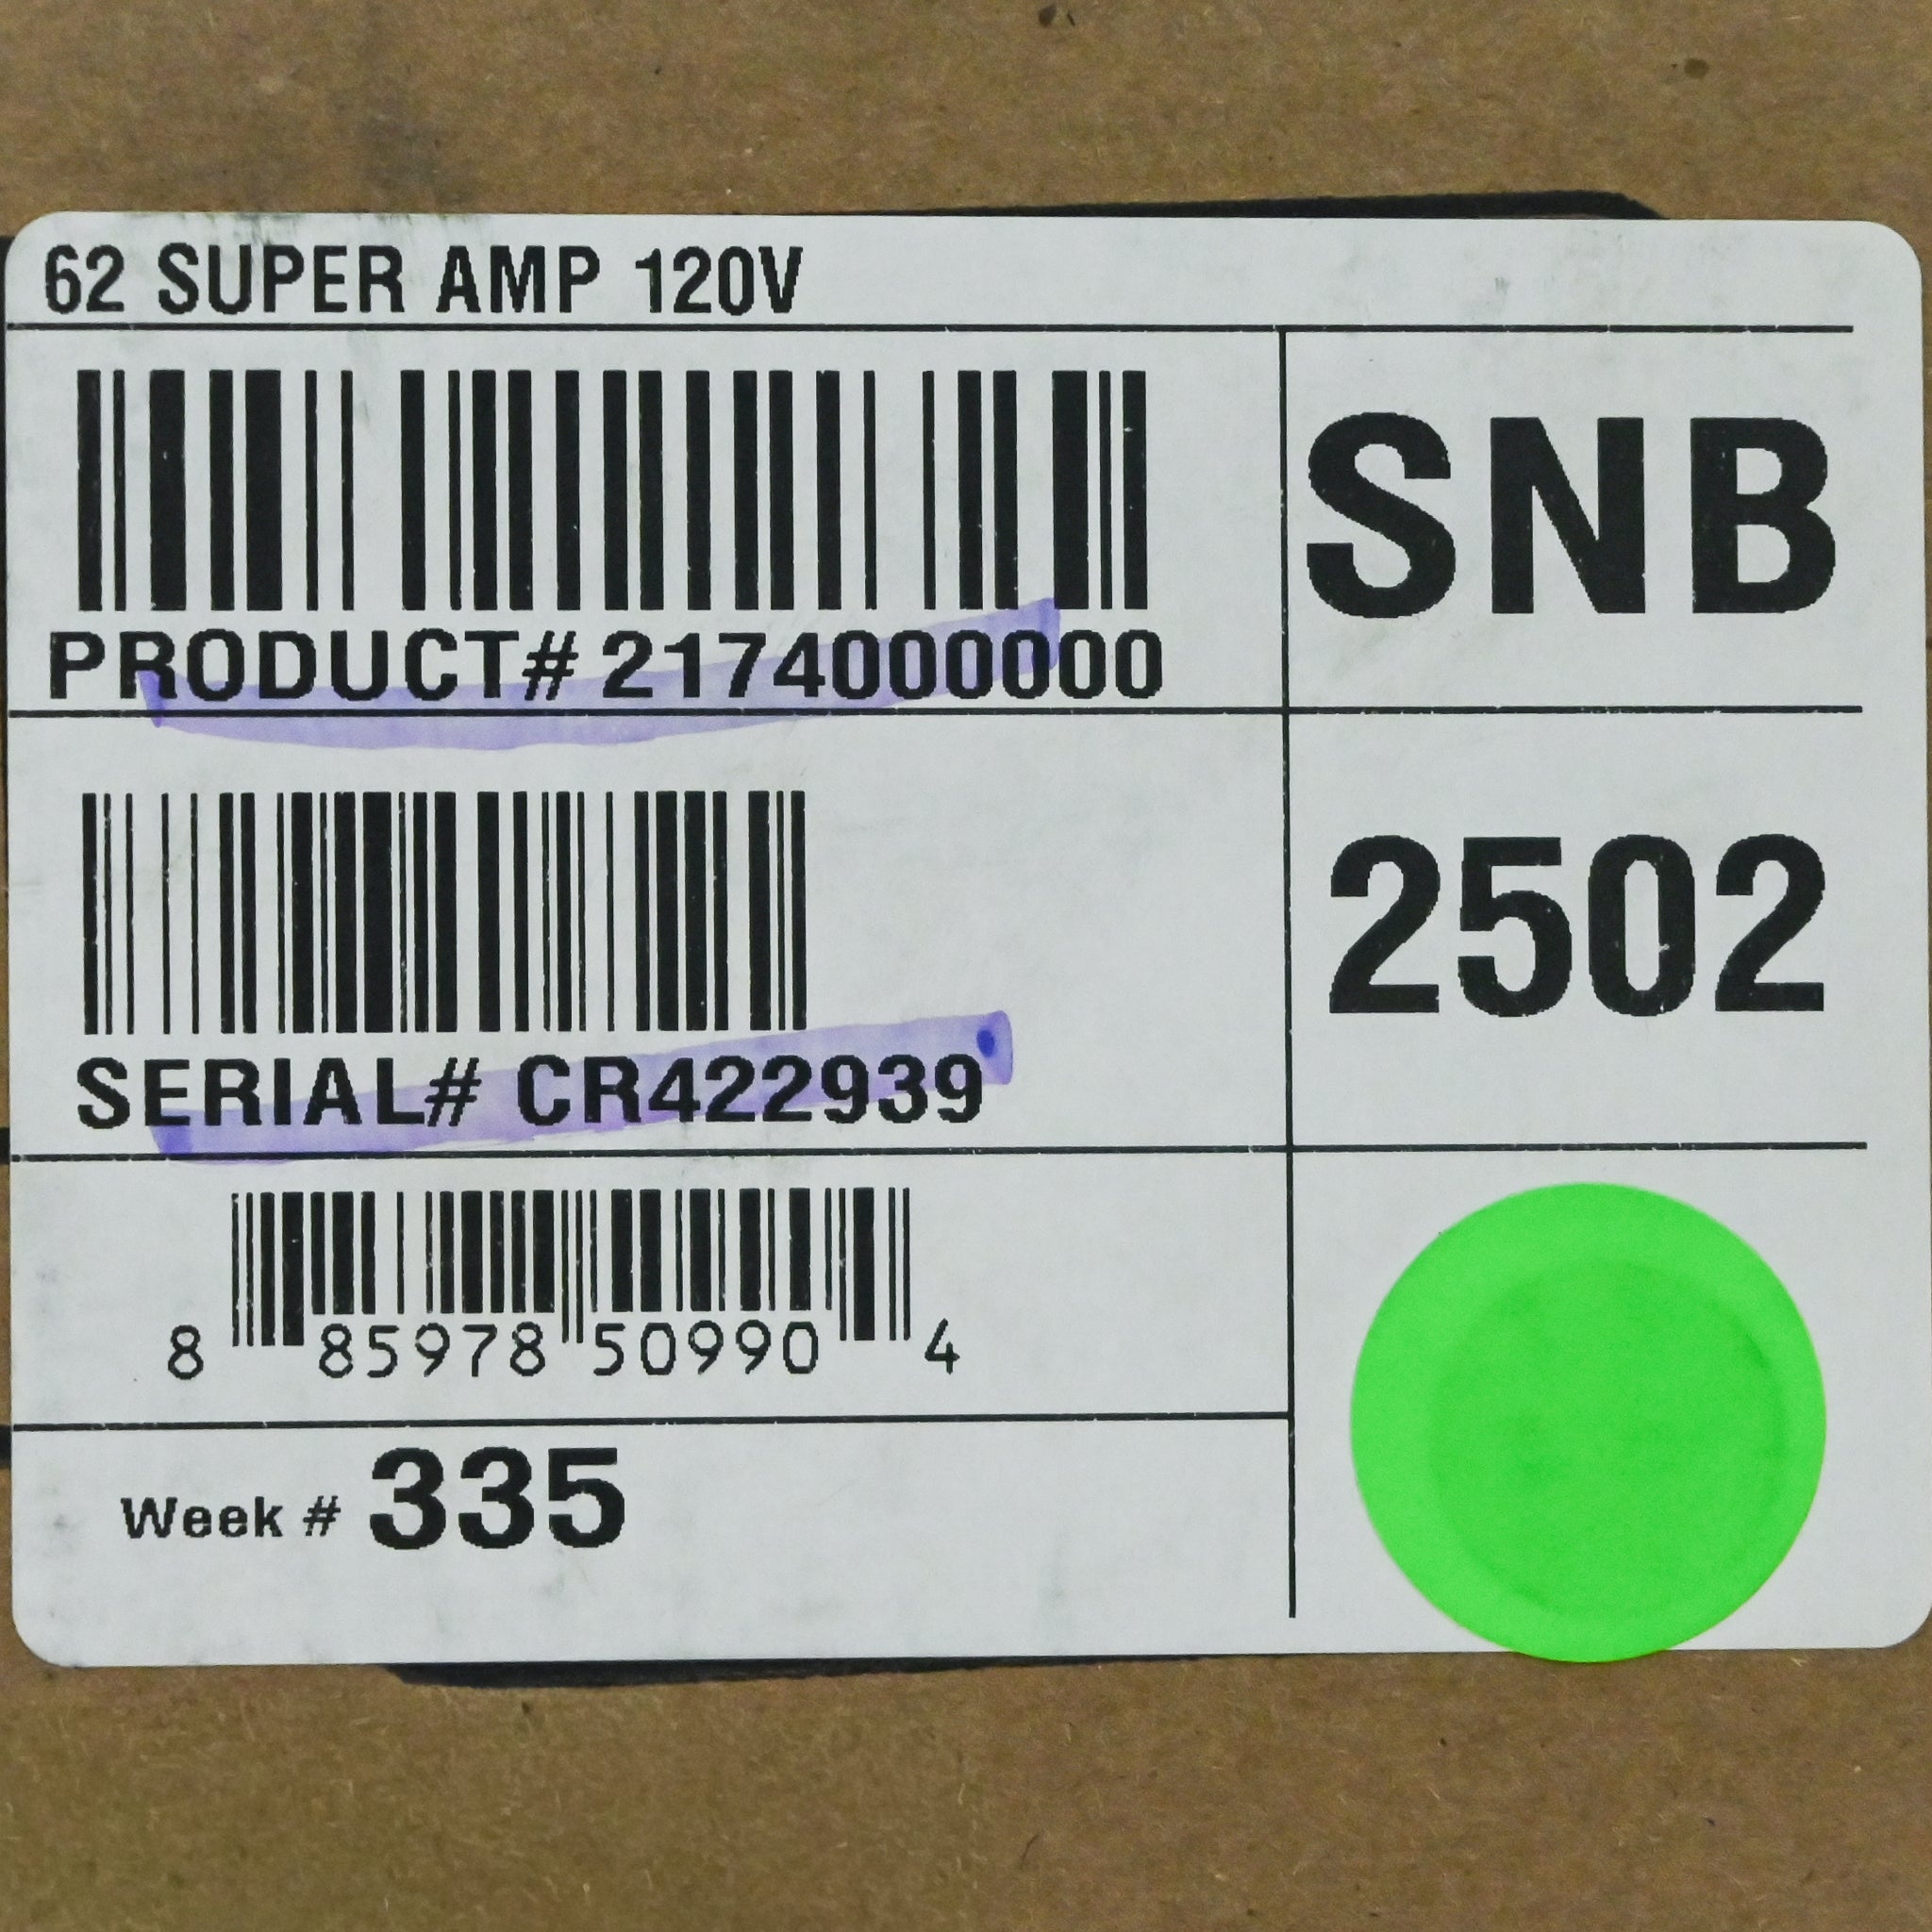 62 SUPER AMP 120V
SNB
PRODUCT# 2174000000
2502
SERIAL# CR422939
8 85978 50990 4
Week # 335